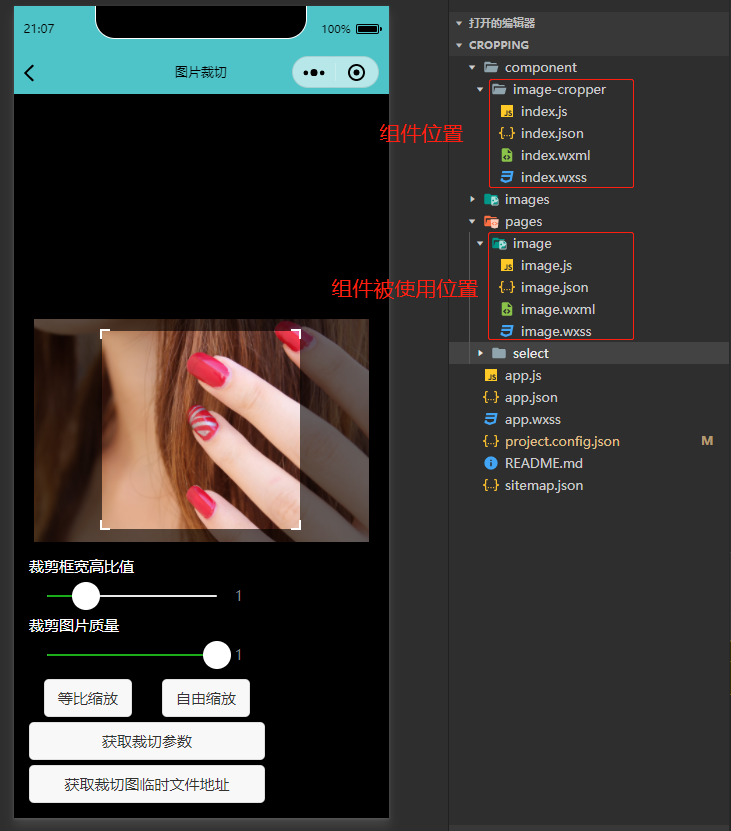 21:07
100%
图片裁切
裁剪框宽高比值
1
裁剪图片质量
1
等比缩放
自由缩放
获取裁切参数
获取裁切图临时文件地址
组件位置
组件被使用位置
打开的编辑器
CROPPING
component
image-cropper
index.js
index.json
index.wxml
index.wxss
images
pages
image
image.js
image.json
image.wxml
image.wxss
select
app.js
app.json
app.wxss
project.config.json M
README.md
sitemap.json